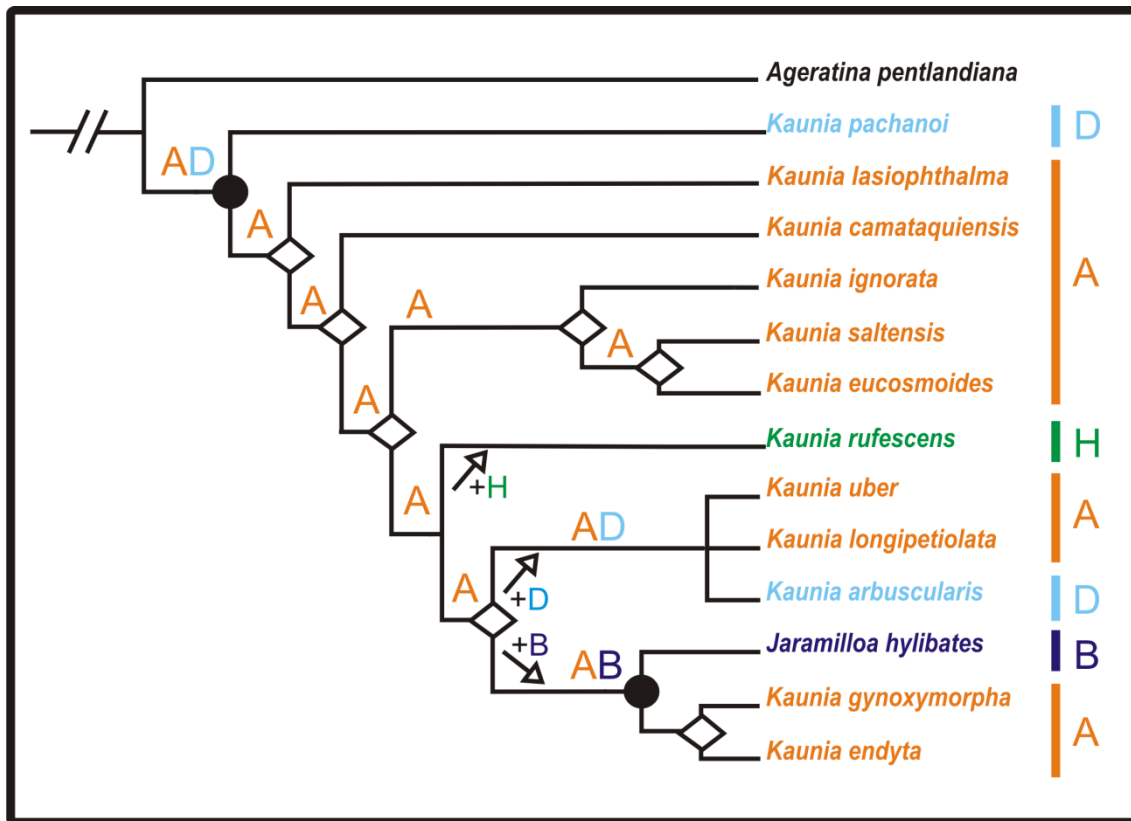 Ageratina pentlandiana
Kaunia pachanoi D
AD
Kaunia lasiophthalma
A
Kaunia camataquiensis
A
Kaunia ignorata A
A
A
Kaunia saltensis
A
Kaunia eucosmoides
A
Kaunia rufescens H
+H
A
Kaunia uber
A
AD
Kaunia longipetiolata
A
+D
Kaunia arbuscularis D
+B
AB
Jaramilloa hylibates B
Kaunia gynoxymorpha
A
Kaunia endyta